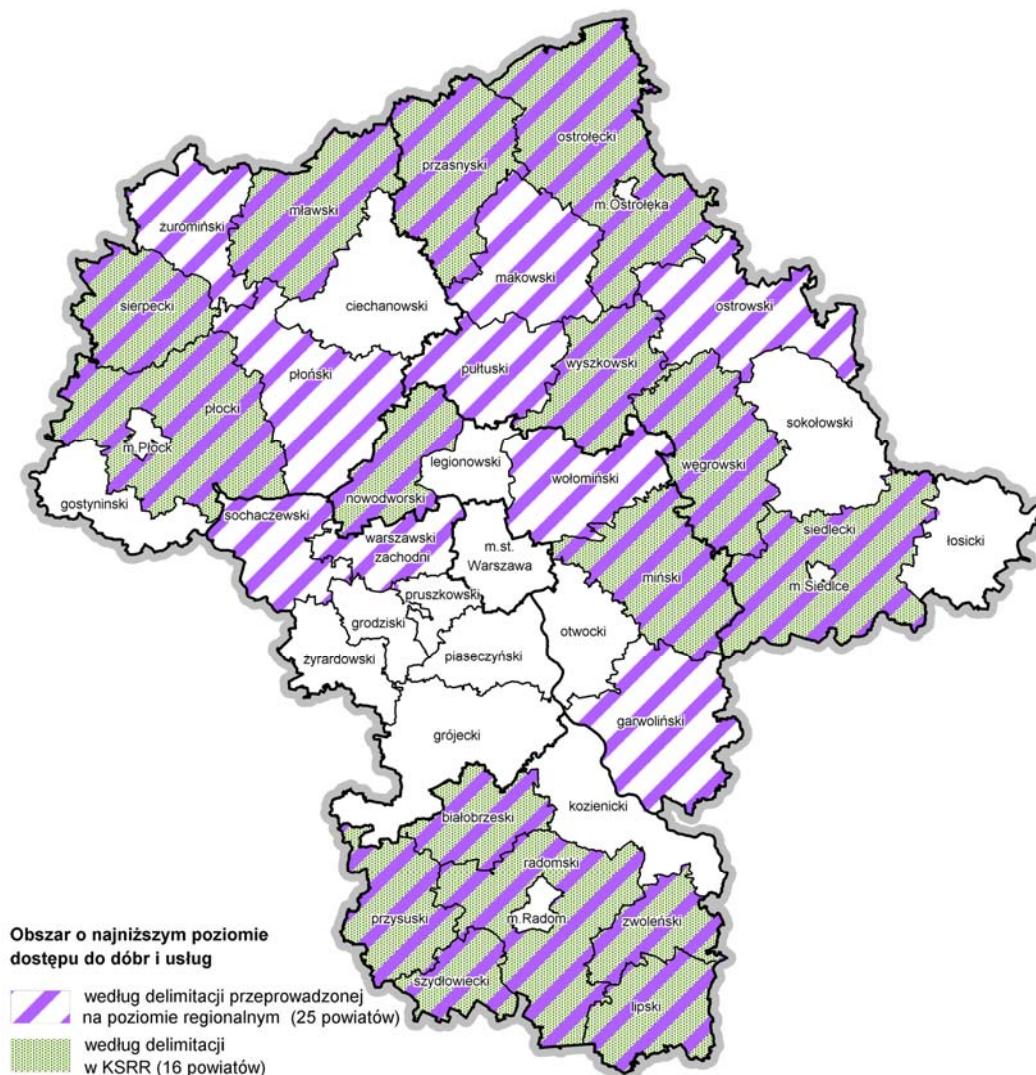 ostrołęcki
przasnyski
m.Ostrołęka
mławski
żuromiński
makowski
ostrowski
sierpecki
ciechanowski
wyszkowski
pułtuski
płoński
sokołowski
płocki
m.Płock
legionowski
wołomiński
węgrowski
gostyninski
nowodworski
sochaczewski
siedlecki
łosicki
warszawski
zachodni
m.st.
Warszawa
miński
m.Siedlce
pruszkowski
grodziski
otwocki
żyrardowski
piaseczyński
garwoliński
grójecki
kozienicki
białobrzeski
radomski
przysuski
m.Radom
zwoleński
szydłowiecki
lipski
Obszar o najniższym poziomie
dostępu do dóbr i usług
według delimitacji przeprowadzonej
na poziomie regionalnym (25 powiatów)
według delimitacji
w KSRR (16 powiatów)